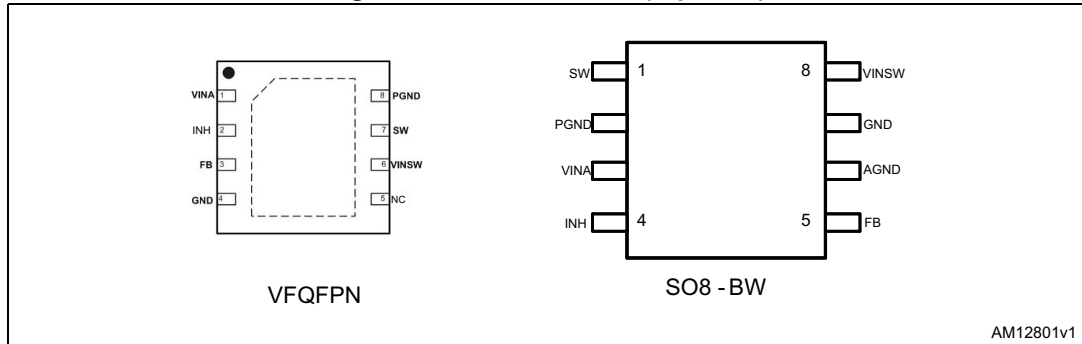 VINA 1 8 PGND
INH 2 7 SW
FB 3 6 VINSW
GND 4 5 NC
VFQFPN
SW 1 8 VINSW
PGND GND
VINA AGND
INH 4 5 FB
SO8 - BW
AM12801v1